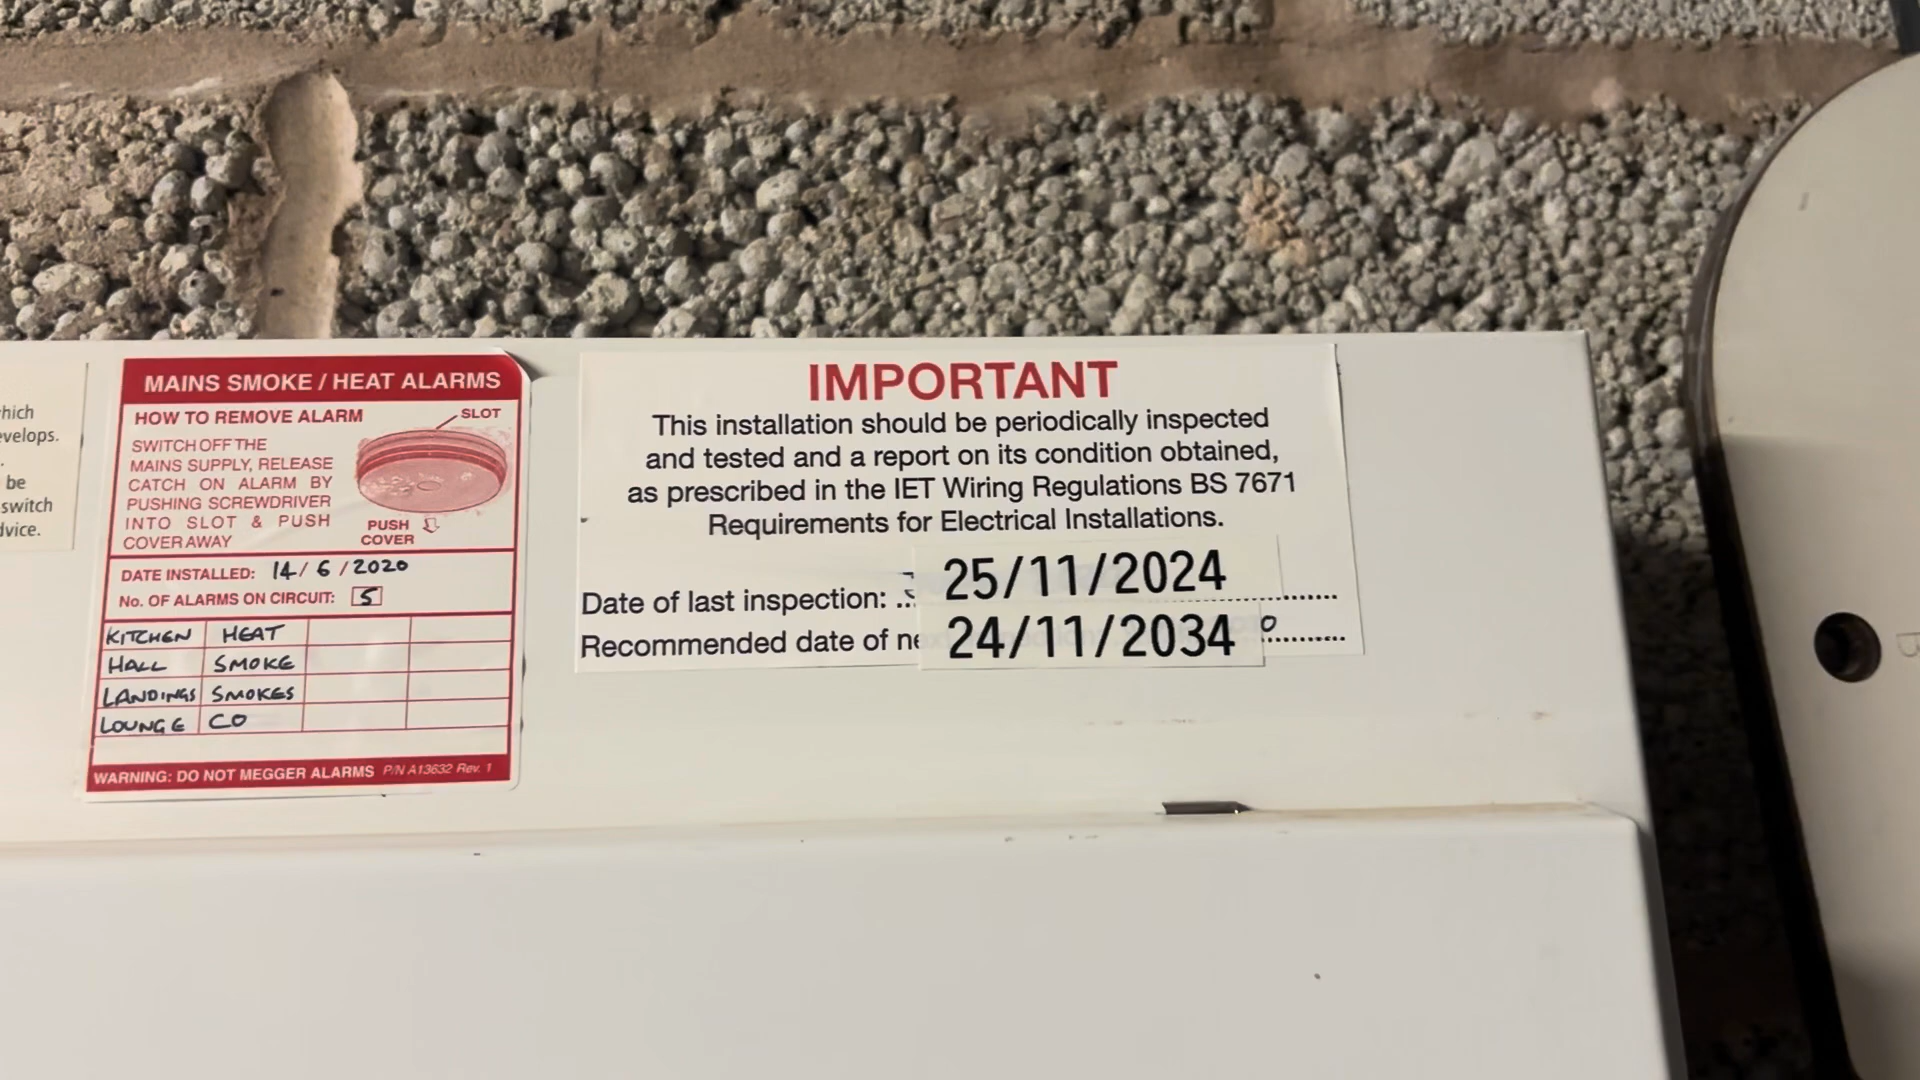 hich
evelops.
be
switch
dvice.
MAINS SMOKE / HEAT ALARMS
HOW TO REMOVE ALARM
SLOT
SWITCH OFF THE
MAINS SUPPLY, RELEASE
CATCH ON ALARM BY
PUSHING SCREWDRIVER
INTO SLOT & PUSH
COVER AWAY
PUSH
COVER
DATE INSTALLED: 14/6/2020
No. OF ALARMS ON CIRCUIT: 5
KITCHEN HEAT
HALL SMOKE
LANDINGS SMOKES
LOUNGE CO
WARNING: DO NOT MEGGER ALARMS P/N A13632 Rev. 1
IMPORTANT
This installation should be periodically inspected
and tested and a report on its condition obtained,
as prescribed in the IET Wiring Regulations BS 7671
Requirements for Electrical Installations.
Date of last inspection: 25/11/2024
Recommended date of ne 24/11/2034